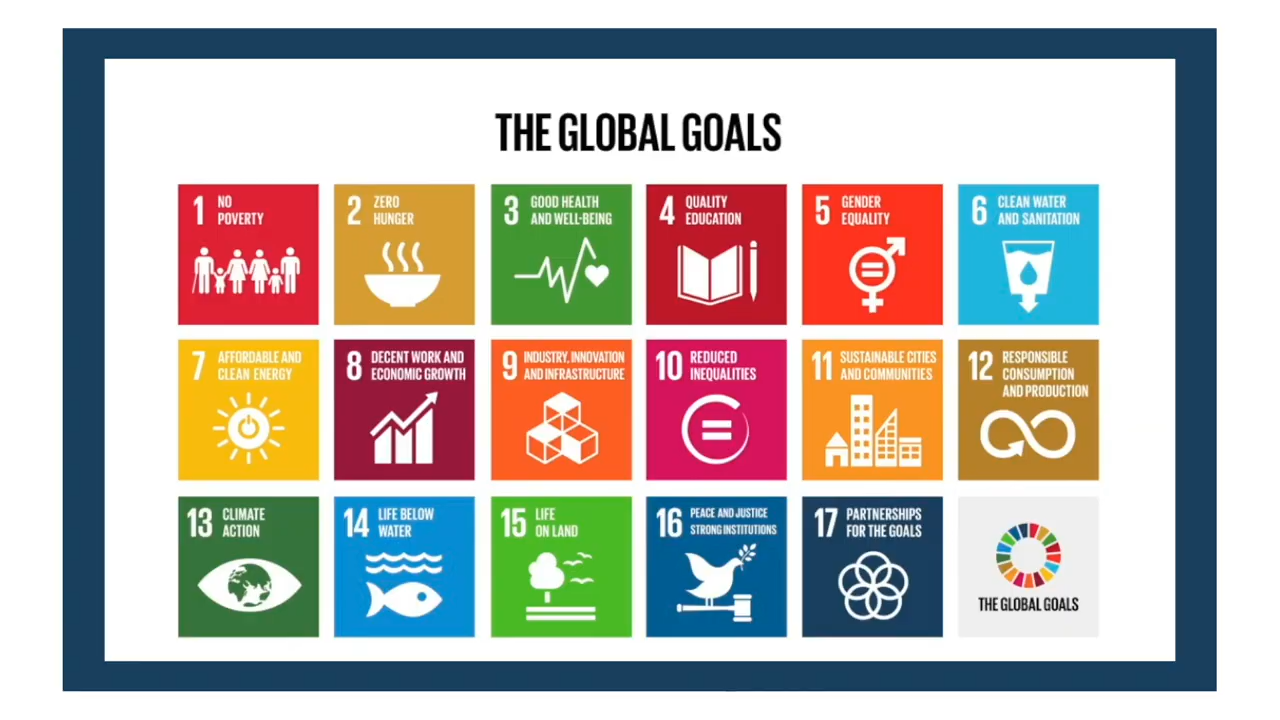 THE GLOBAL GOALS
1 NO
POVERTY
2 ZERO
HUNGER
3 GOOD HEALTH
AND WELL-BEING
4 QUALITY
EDUCATION
5 GENDER
EQUALITY
6 CLEAN WATER
AND SANITATION
7 AFFORDABLE AND
CLEAN ENERGY
8 DECENT WORK AND
ECONOMIC GROWTH
9 INDUSTRY, INNOVATION
AND INFRASTRUCTURE
10 REDUCED
INEQUALITIES
11 SUSTAINABLE CITIES
AND COMMUNITIES
12 RESPONSIBLE
CONSUMPTION
AND PRODUCTION
13 CLIMATE
ACTION
14 LIFE BELOW
WATER
15 LIFE
ON LAND
16 PEACE AND JUSTICE
STRONG INSTITUTIONS
17 PARTNERSHIPS
FOR THE GOALS
THE GLOBAL GOALS